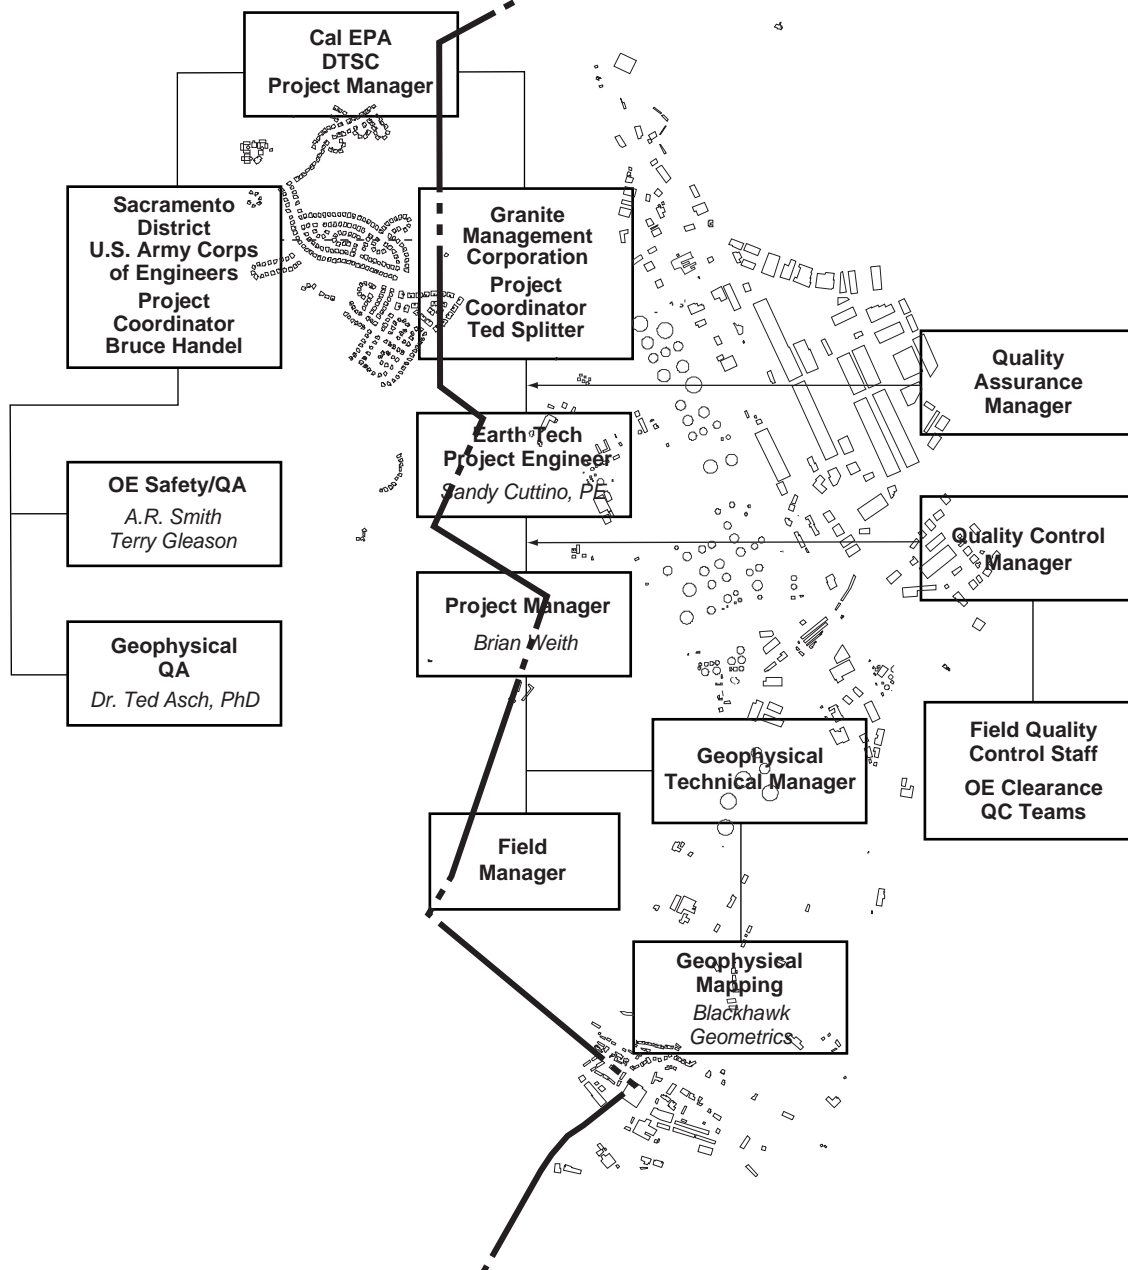 Cal EPA
DTSC
Project Manager
Sacramento
District
U.S. Army Corps
of Engineers
Project
Coordinator
Bruce Handel
Granite
Management
Corporation
Project
Coordinator
Ted Splitter
Quality
Assurance
Manager
Earth Tech
Project Engineer
Sandy Cuttino, PE
OE Safety/QA
A.R. Smith
Terry Gleason
Quality Control
Manager
Project Manager
Brian Weith
Geophysical
QA
Dr. Ted Asch, PhD
Geophysical
Technical Manager
Field Quality
Control Staff
OE Clearance
QC Teams
Field
Manager
Geophysical
Mapping
Blackhawk
Geometrics